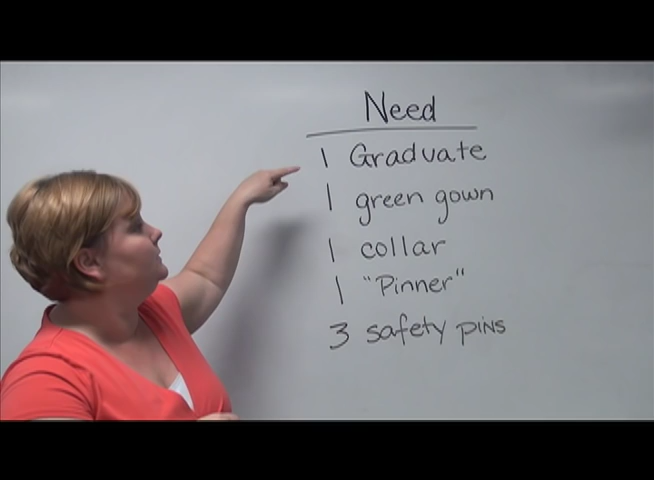 Need
1 Graduate
1 green gown
1 collar
1 "Pinner"
3 safety pins